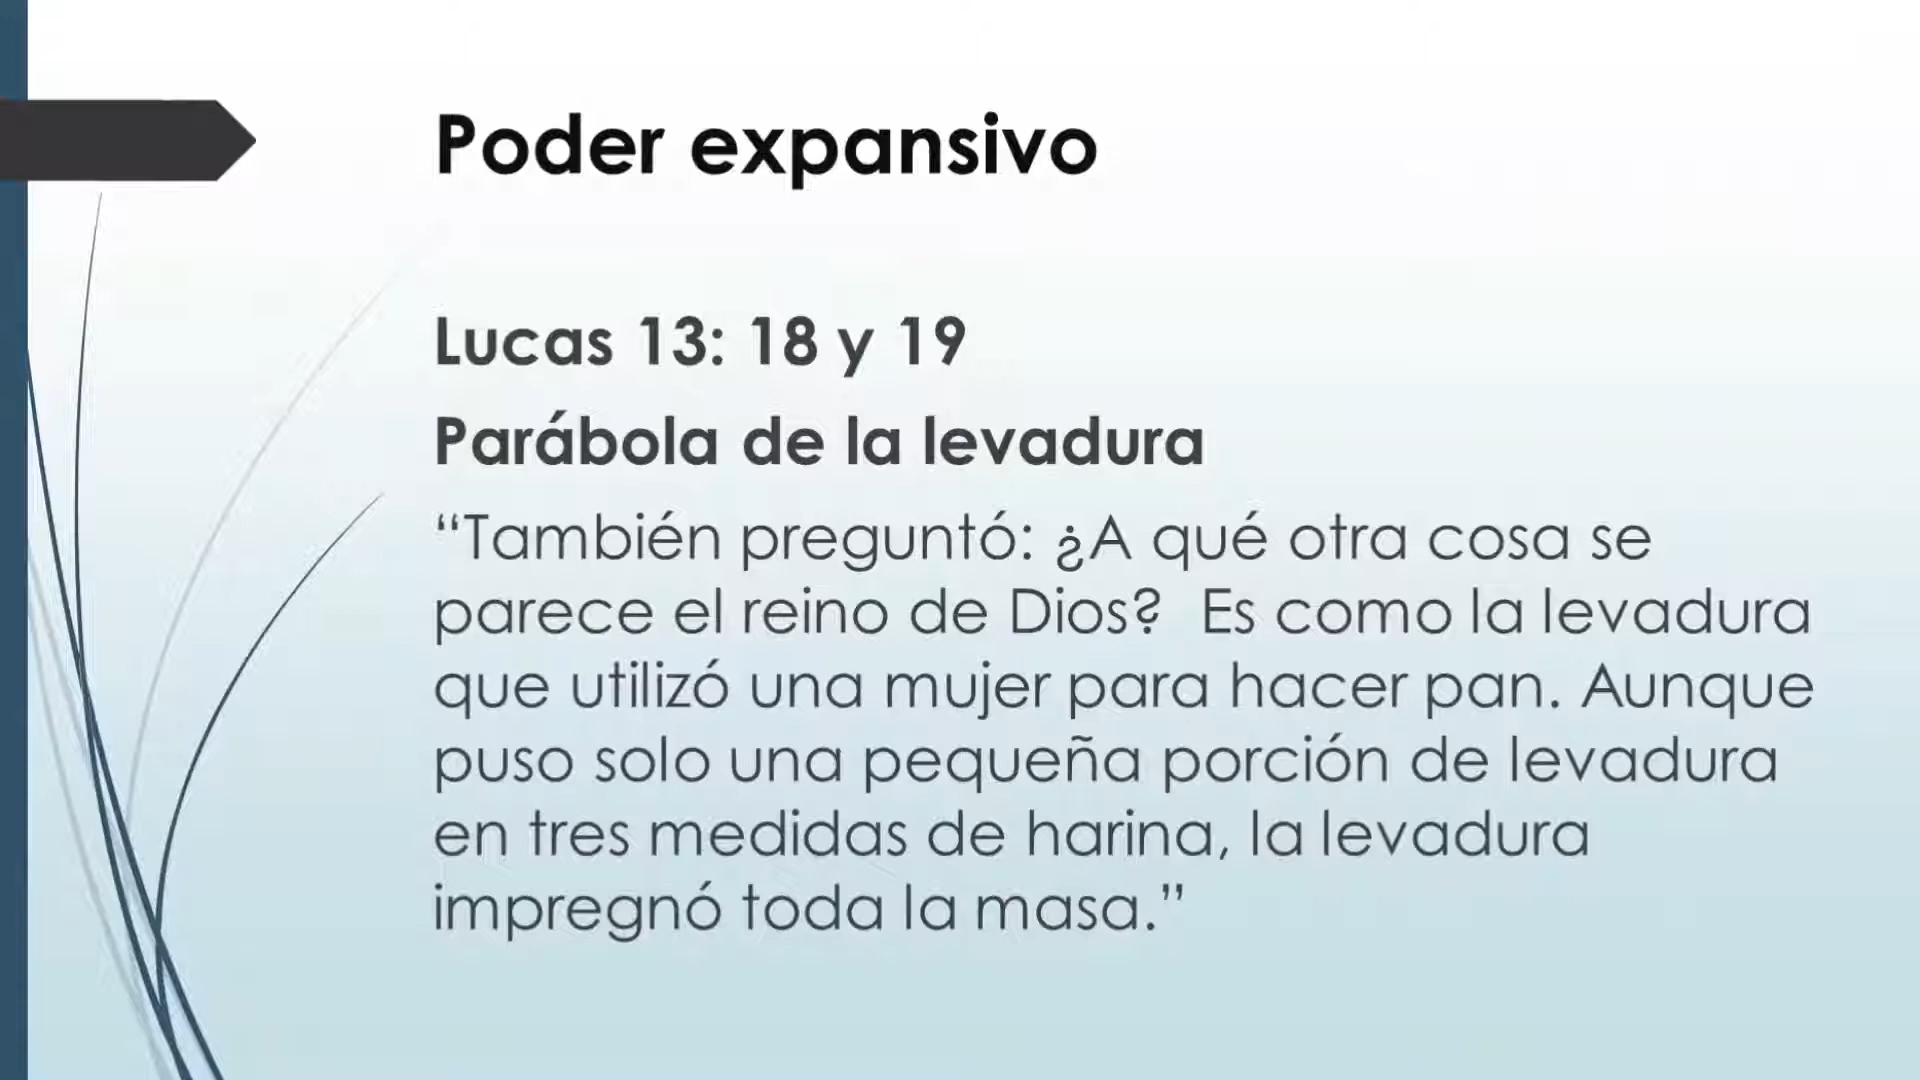 Poder expansivo
Lucas 13: 18 y 19
Parábola de la levadura
“También preguntó: ¿A qué otra cosa se
parece el reino de Dios?  Es como la levadura
que utilizó una mujer para hacer pan. Aunque
puso solo una pequeña porción de levadura
en tres medidas de harina, la levadura
impregnó toda la masa.”